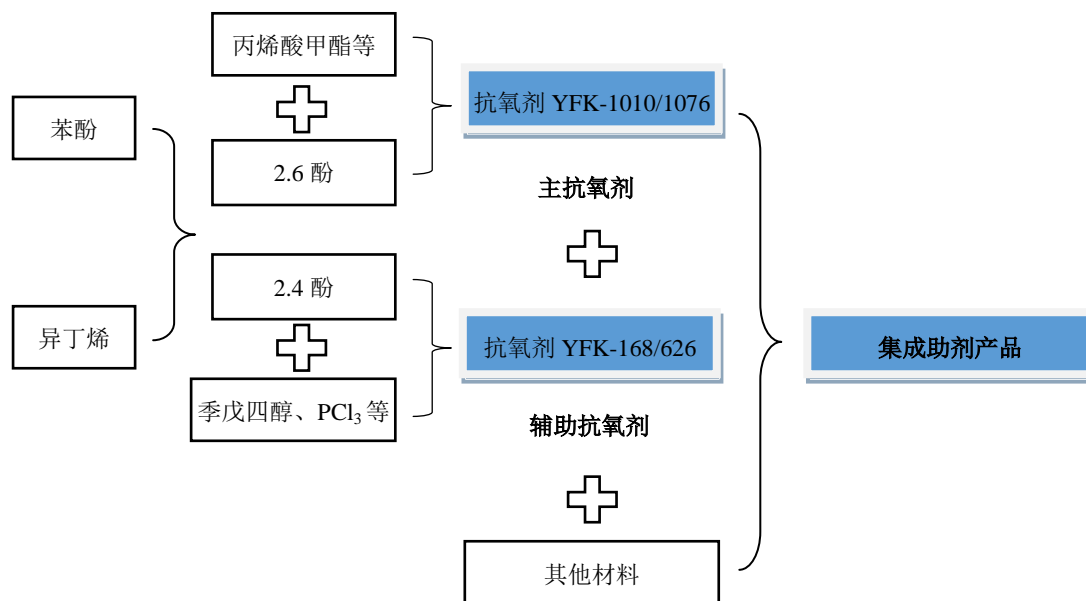 丙烯酸甲酯等
抗氧剂 YFK-1010/1076
苯酚
2.6 酚
主抗氧剂
2.4 酚
异丁烯
抗氧剂 YFK-168/626
集成助剂产品
季戊四醇、PCl₃ 等
辅助抗氧剂
其他材料